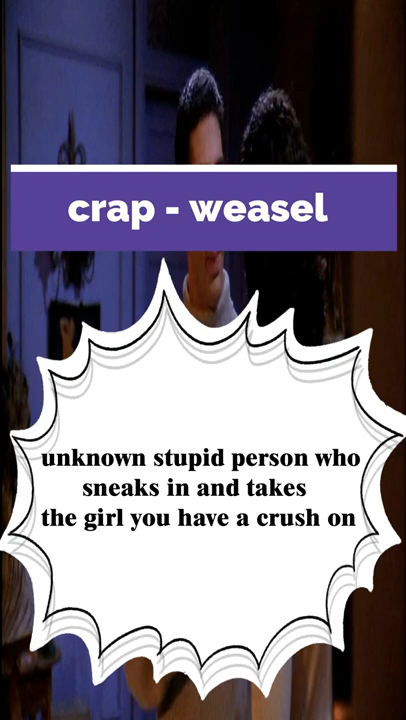 crap - weasel
unknown stupid person who
sneaks in and takes
the girl you have a crush on